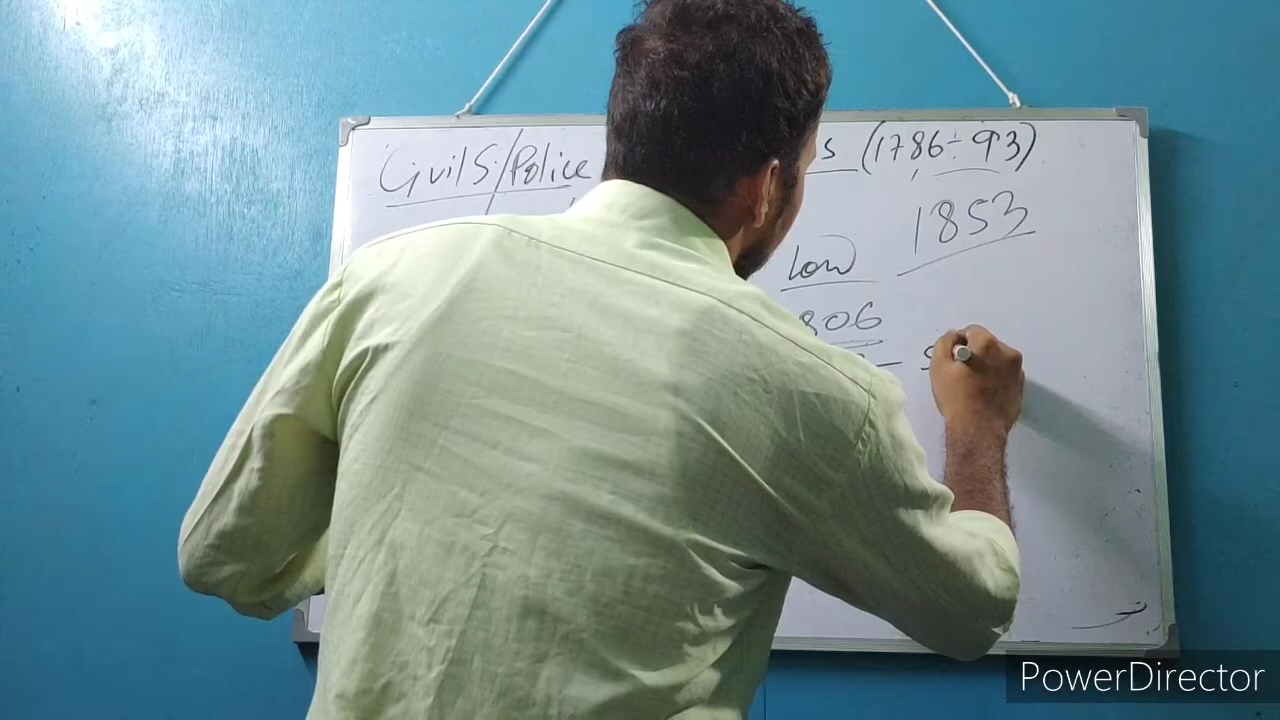 Civil S/Police s (1786-93)
1853
Low
806
PowerDirector